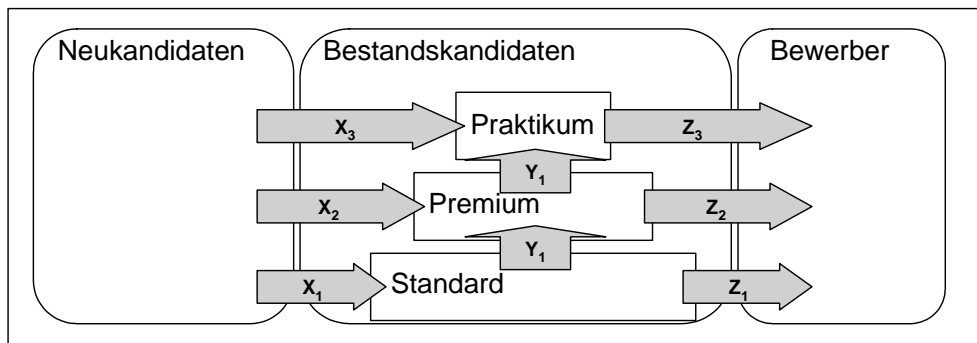 Neukandidaten Bestandskandidaten Bewerber
X₃ Praktikum Z₃
Y₁
X₂ Premium Z₂
Y₁
X₁ Standard Z₁